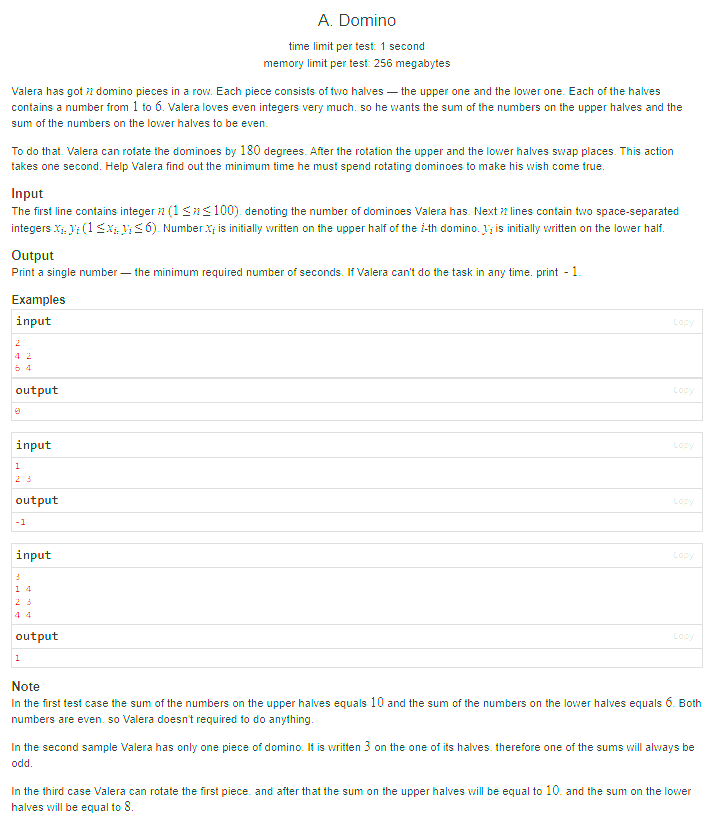 A. Domino
time limit per test: 1 second
memory limit per test: 256 megabytes
Valera has got n domino pieces in a row. Each piece consists of two halves — the upper one and the lower one. Each of the halves
contains a number from 1 to 6. Valera loves even integers very much, so he wants the sum of the numbers on the upper halves and the
sum of the numbers on the lower halves to be even.
To do that, Valera can rotate the dominoes by 180 degrees. After the rotation the upper and the lower halves swap places. This action
takes one second. Help Valera find out the minimum time he must spend rotating dominoes to make his wish come true.
Input
The first line contains integer n (1 ≤ n ≤ 100), denoting the number of dominoes Valera has. Next n lines contain two space-separated
integers xᵢ, yᵢ (1 ≤ xᵢ, yᵢ ≤ 6). Number xᵢ is initially written on the upper half of the i-th domino, yᵢ is initially written on the lower half.
Output
Print a single number — the minimum required number of seconds. If Valera can't do the task in any time, print - 1.
Examples
input
Copy
2
4 2
6 4
output
Copy
0
input
Copy
1
2 3
output
Copy
-1
input
Copy
3
1 4
2 3
4 4
output
Copy
1
Note
In the first test case the sum of the numbers on the upper halves equals 10 and the sum of the numbers on the lower halves equals 6. Both
numbers are even, so Valera doesn't required to do anything.
In the second sample Valera has only one piece of domino. It is written 3 on the one of its halves, therefore one of the sums will always be
odd.
In the third case Valera can rotate the first piece, and after that the sum on the upper halves will be equal to 10, and the sum on the lower
halves will be equal to 8.